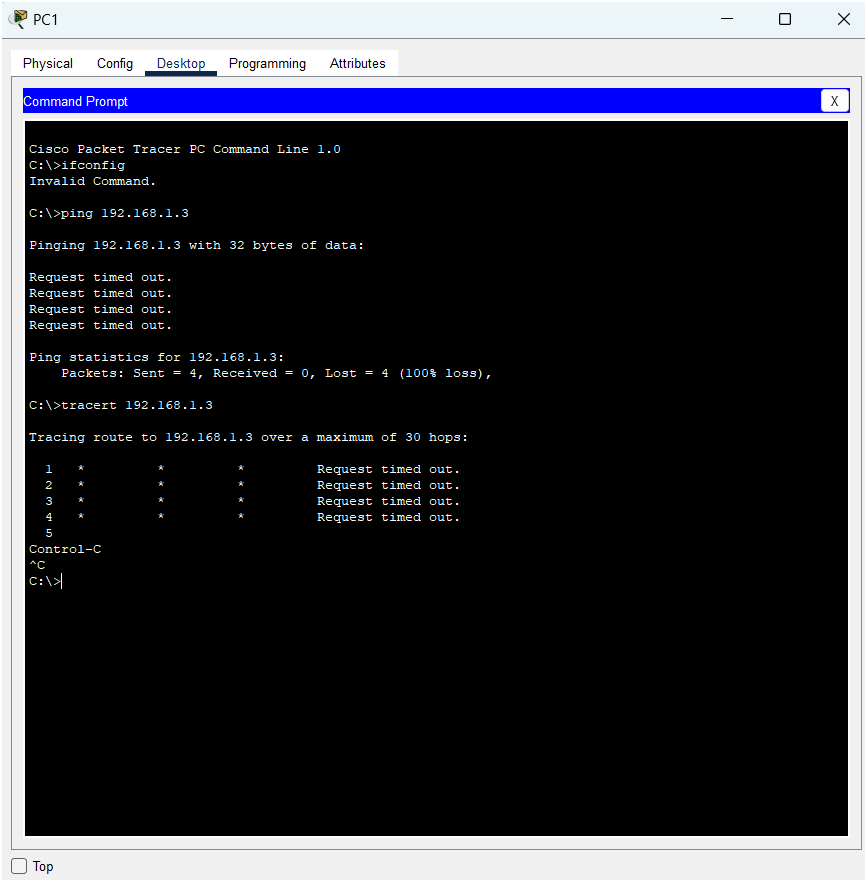 PC1
Physical Config Desktop Programming Attributes
Command Prompt X
Cisco Packet Tracer PC Command Line 1.0
C:\>ifconfig
Invalid Command.
C:\>ping 192.168.1.3
Pinging 192.168.1.3 with 32 bytes of data:
Request timed out.
Request timed out.
Request timed out.
Request timed out.
Ping statistics for 192.168.1.3:
    Packets: Sent = 4, Received = 0, Lost = 4 (100% loss),
C:\>tracert 192.168.1.3
Tracing route to 192.168.1.3 over a maximum of 30 hops:
  1   *         *         *         Request timed out.
  2   *         *         *         Request timed out.
  3   *         *         *         Request timed out.
  4   *         *         *         Request timed out.
  5
Control-C
^C
C:\>
Top